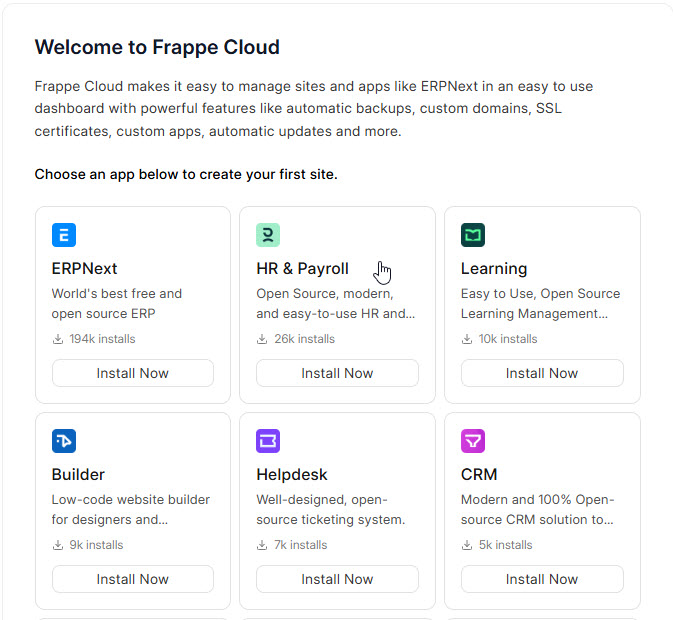 Welcome to Frappe Cloud
Frappe Cloud makes it easy to manage sites and apps like ERPNext in an easy to use
dashboard with powerful features like automatic backups, custom domains, SSL
certificates, custom apps, automatic updates and more.
Choose an app below to create your first site.
ERPNext
World's best free and
open source ERP
194k installs
Install Now
HR & Payroll
Open Source, modern,
and easy-to-use HR and...
26k installs
Install Now
Learning
Easy to Use, Open Source
Learning Management...
10k installs
Install Now
Builder
Low-code website builder
for designers and...
9k installs
Install Now
Helpdesk
Well-designed, open-
source ticketing system.
7k installs
Install Now
CRM
Modern and 100% Open-
source CRM solution to...
5k installs
Install Now